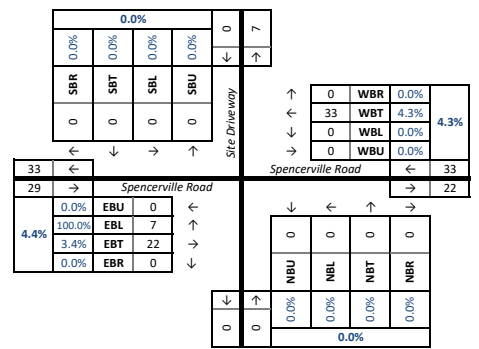 0.0%
0.0% 0.0% 0.0% 0.0%
SBR SBT SBL SBU
0 0 0 0
← ↓ → ↑
0 7
↓ ↑
Site Driveway
↑ 0 WBR 0.0%
← 33 WBT 4.3%
↓ 0 WBL 0.0%
→ 0 WBU 0.0%
4.3%
33 ←
Spencerville Road
← 33
29 →
Spencerville Road
→ 22
4.4%
0.0% EBU 0 ←
100.0% EBL 7 ↑
3.4% EBT 22 →
0.0% EBR 0 ↓
↓ ← ↑ →
0 0 0 0
NBU NBL NBT NBR
0.0% 0.0% 0.0% 0.0%
0.0%
↓ ↑
0 0